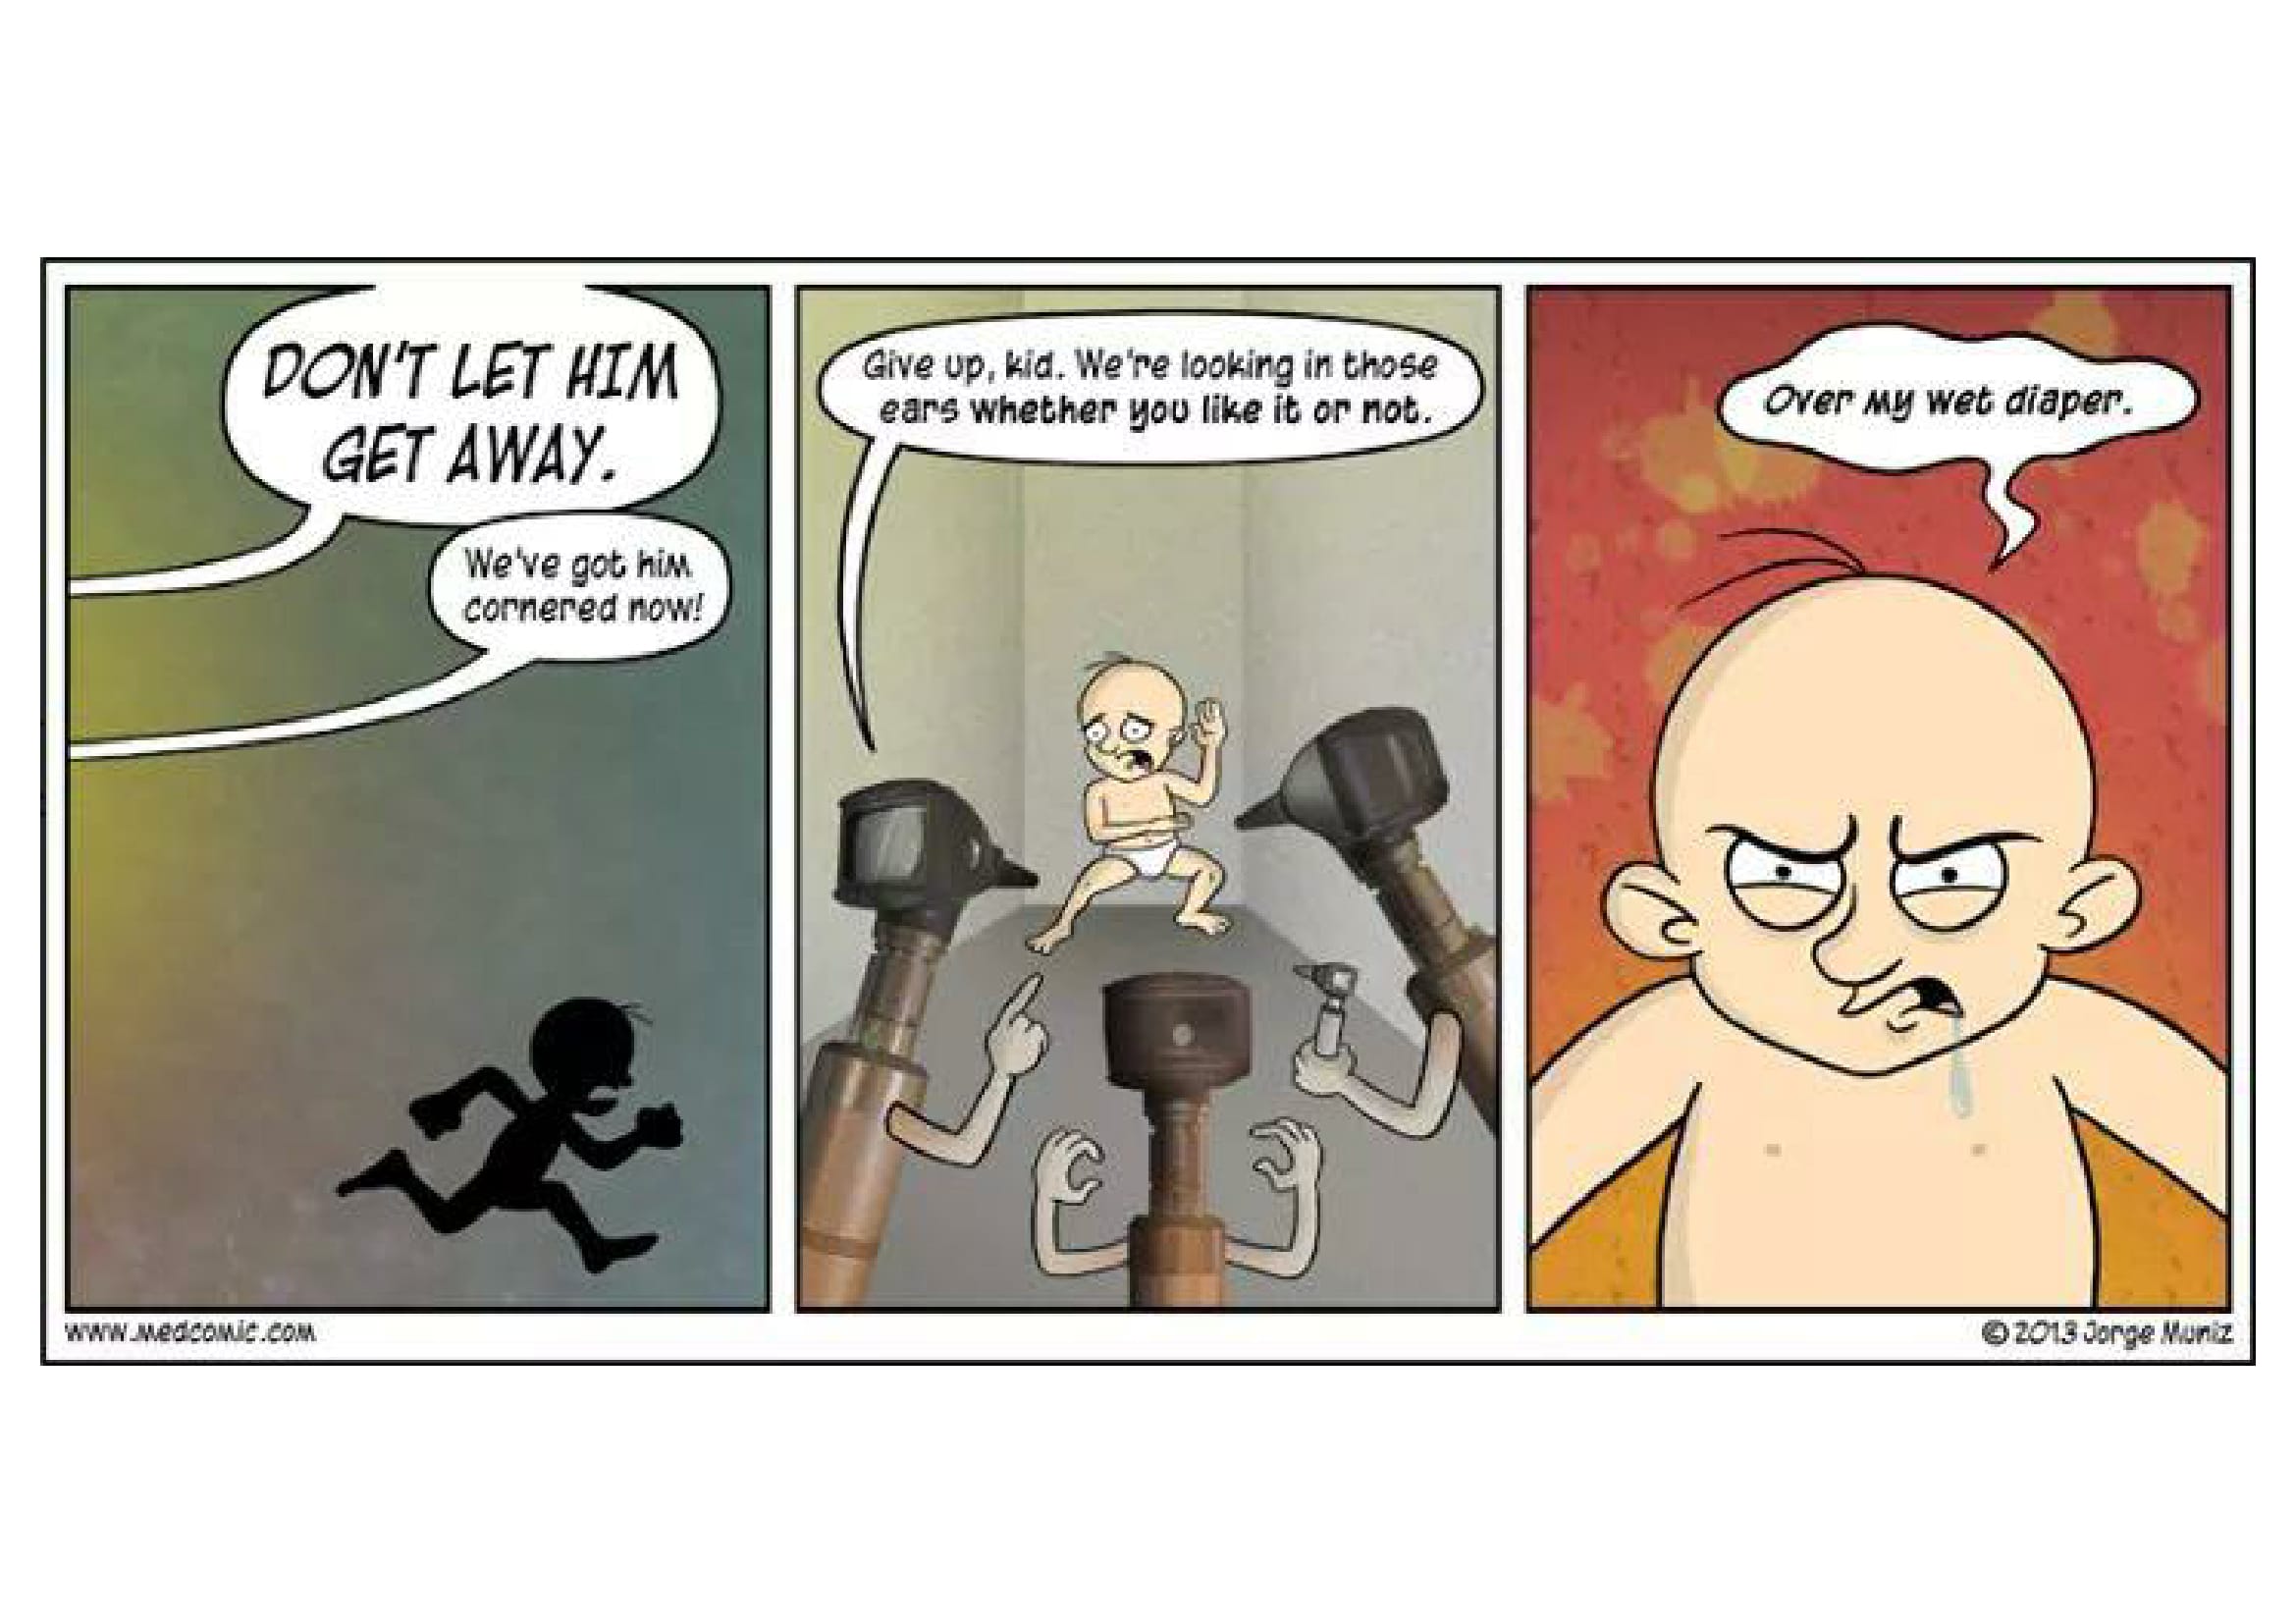 DON'T LET HIM
GET AWAY.
We've got him
cornered now!
Give up, kid. We're looking in those
ears whether you like it or not.
Over my wet diaper.
www.medcomic.com
© 2013 Jorge Muniz